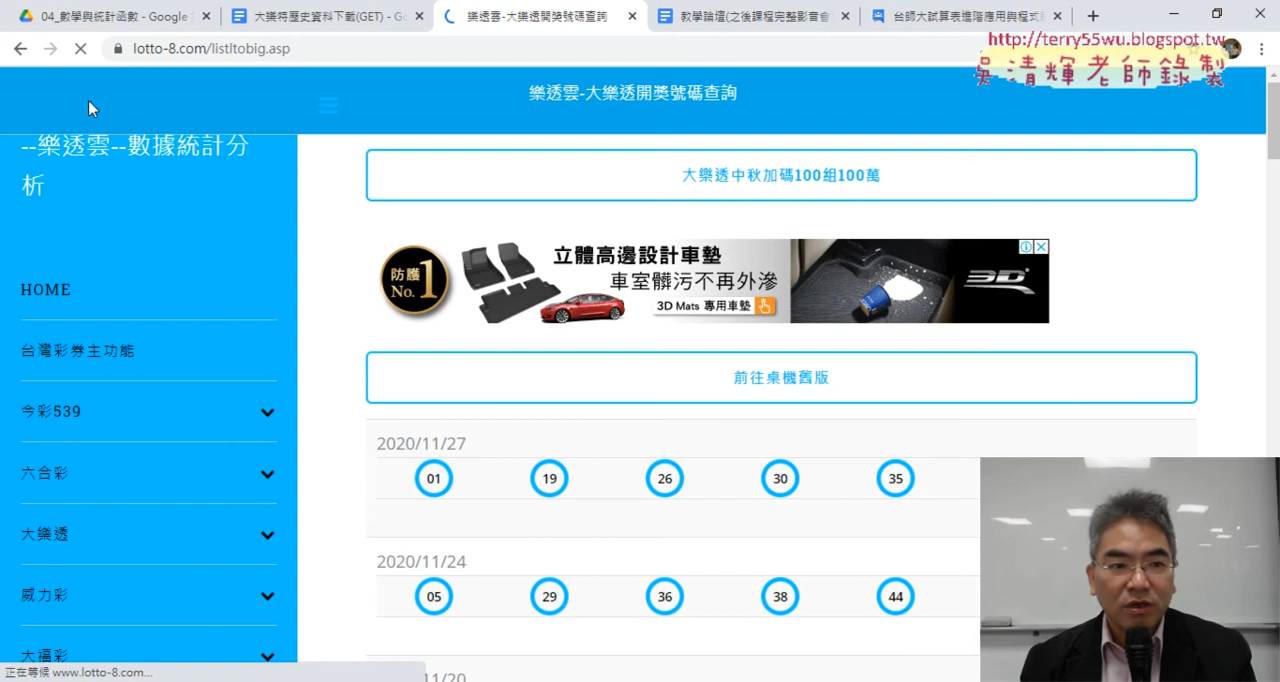 04_數學與統計函數 - Google
大樂特歷史資料下載(GET) - Go
樂透雲-大樂透開獎號碼查詢
教學論壇(之後課程完整影音會
台師大試算表進階應用與程式
lotto-8.com/listltobig.asp
http://terry55wu.blogspot.tw
吳清輝老師錄製
樂透雲-大樂透開獎號碼查詢
--樂透雲--數據統計分
析
大樂透中秋加碼100組100萬
防護
No. 1
立體高邊設計車墊
車室髒污不再外滲
3D Mats 專用車墊
3D
HOME
台灣彩券主功能
前往桌機舊版
今彩539
2020/11/27
六合彩
01 19 26 30 35
大樂透
2020/11/24
威力彩
05 29 36 38 44
大福彩
正在等候 www.lotto-8.com...
11/20